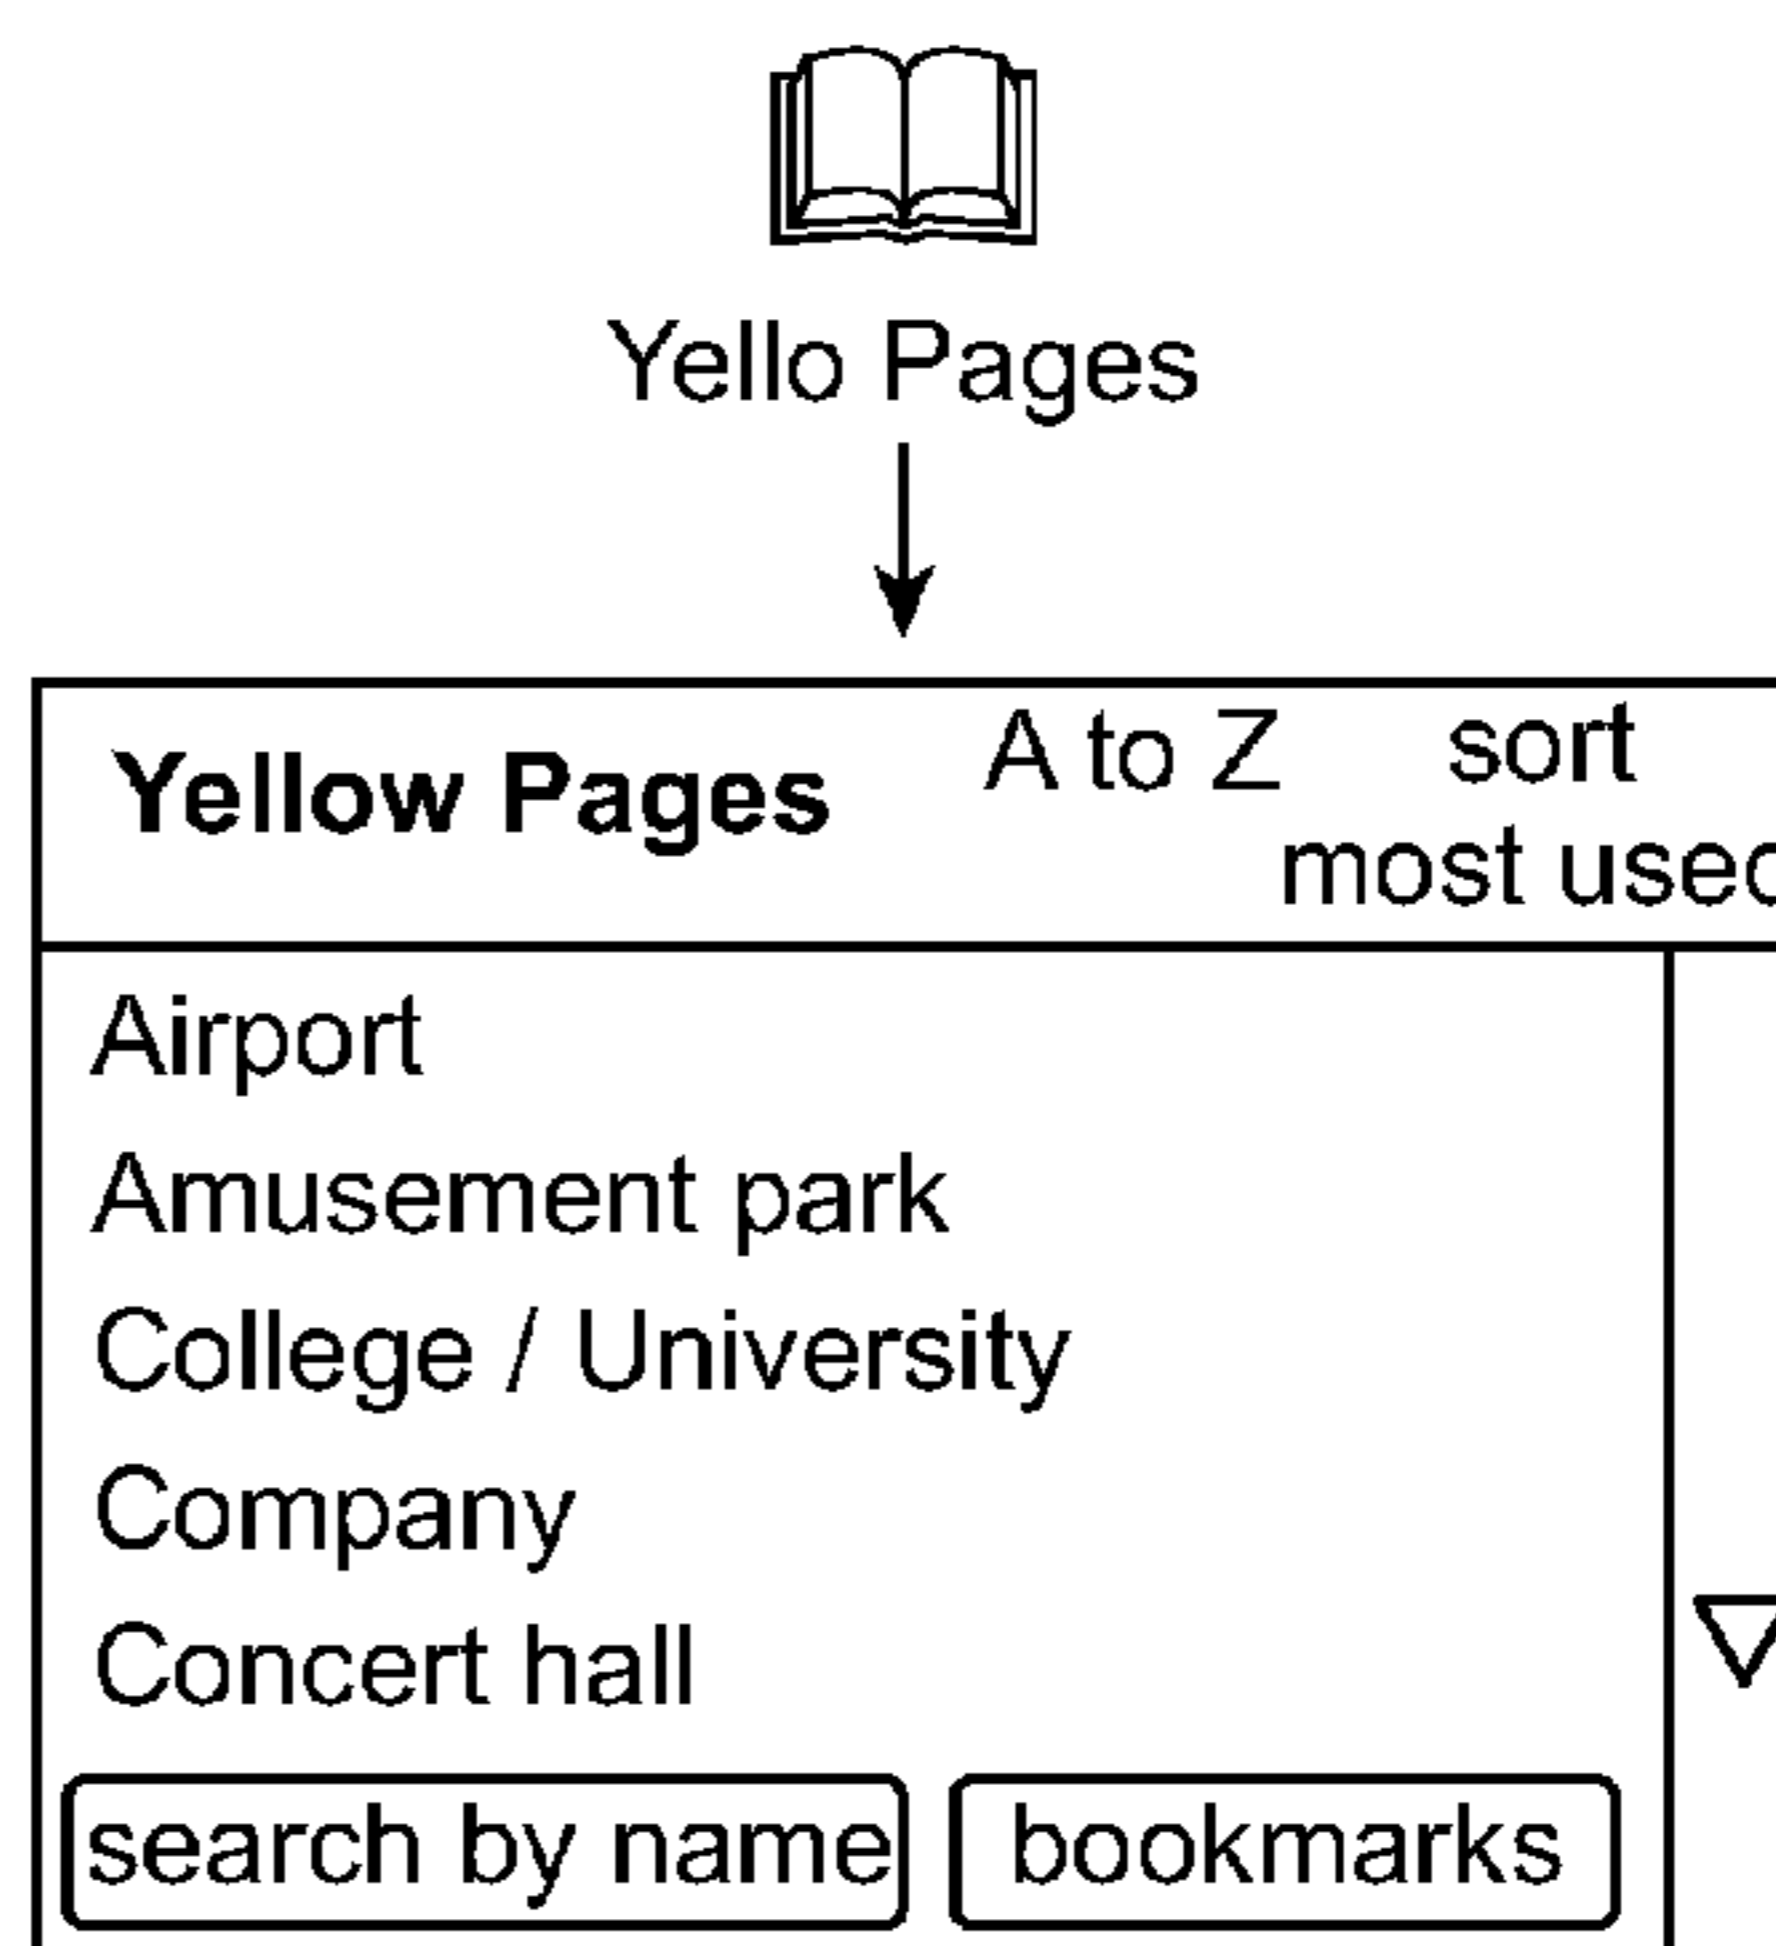 Yello Pages
Yellow Pages
A to Z sort
most used
Airport
Amusement park
College / University
Company
Concert hall
search by name
bookmarks